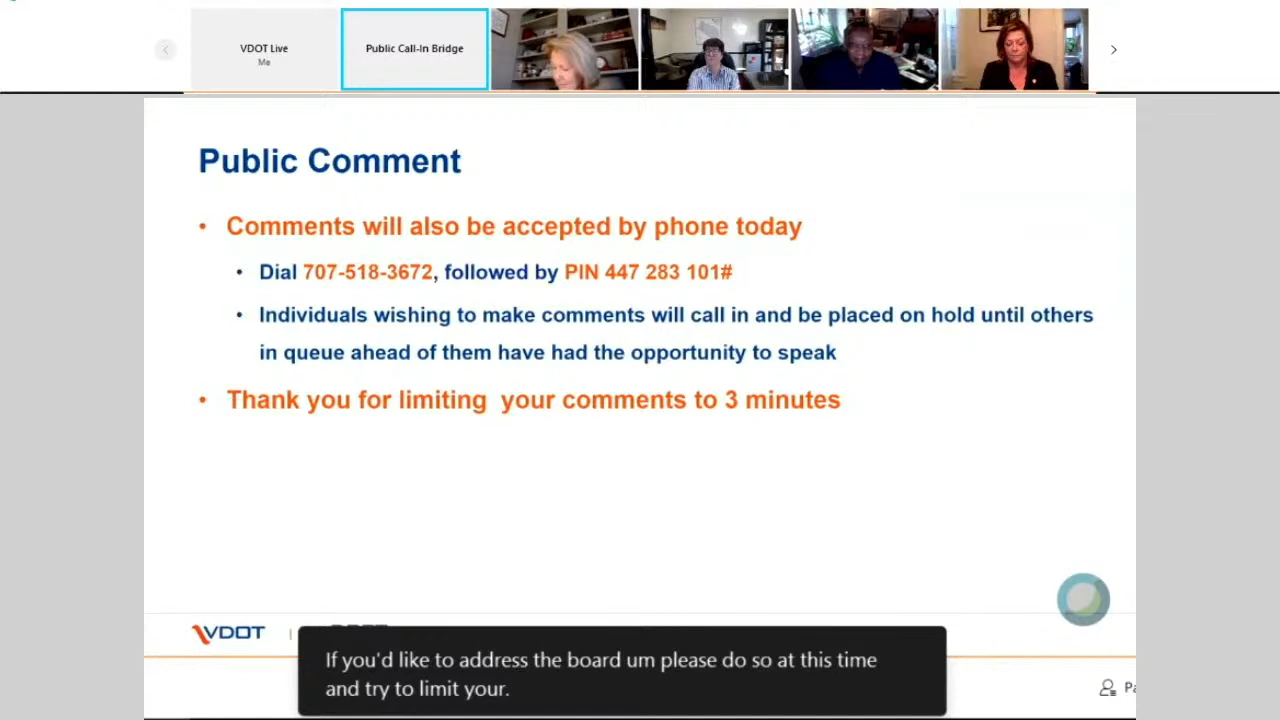 VDOT Live
Me
Public Call-In Bridge
Public Comment
• Comments will also be accepted by phone today
• Dial 707-518-3672, followed by PIN 447 283 101#
• Individuals wishing to make comments will call in and be placed on hold until others
in queue ahead of them have had the opportunity to speak
• Thank you for limiting your comments to 3 minutes
VDOT
If you'd like to address the board um please do so at this time
and try to limit your.